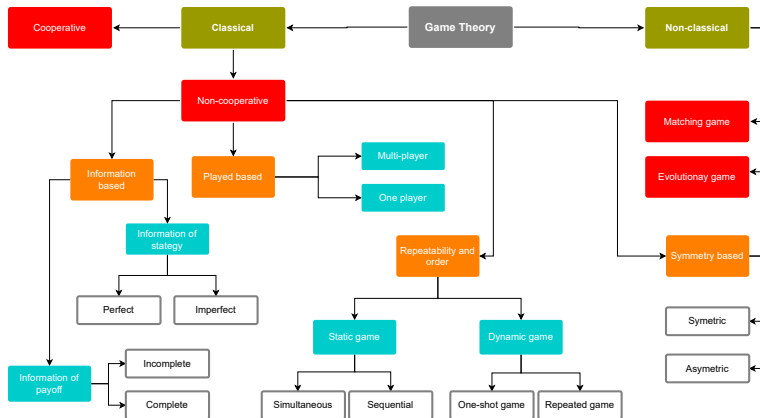 Cooperative
Classical
Game Theory
Non-classical
Non-cooperative
Matching game
Multi-player
Information
based
Played based
Evolutionay game
One player
Information of
stategy
Repeatability and
order
Symmetry based
Perfect
Imperfect
Symetric
Static game
Dynamic game
Incomplete
Asymetric
Information of
payoff
Complete
Simultaneous
Sequential
One-shot game
Repeated game